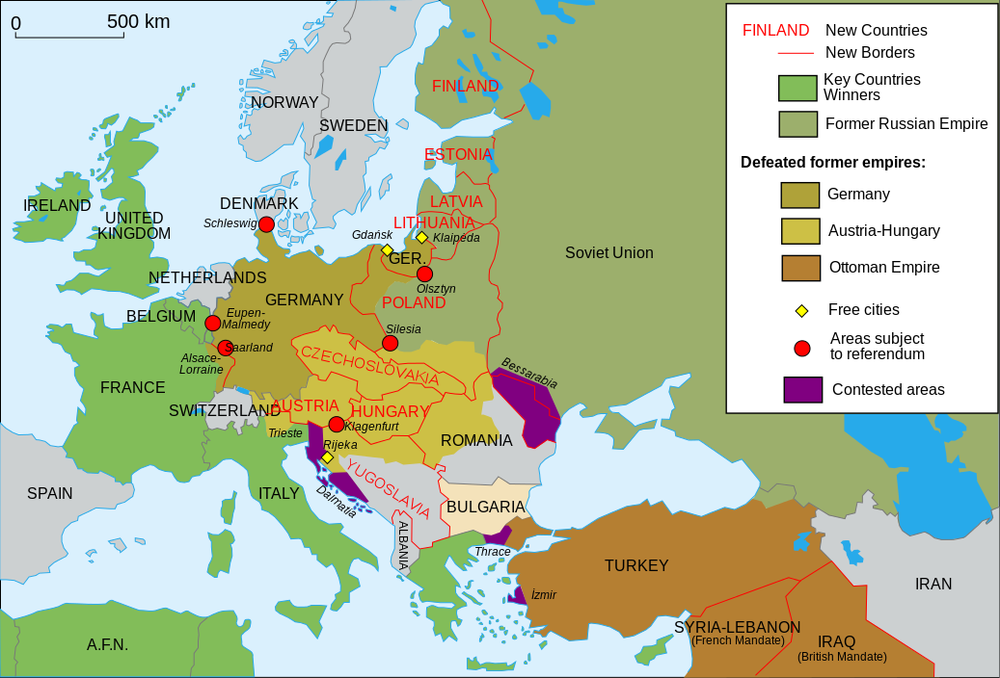 0
500 km
FINLAND New Countries
New Borders
Key Countries
Winners
Former Russian Empire
Defeated former empires:
Germany
Austria-Hungary
Ottoman Empire
Free cities
Areas subject
to referendum
Contested areas
FINLAND
NORWAY
SWEDEN
ESTONIA
LATVIA
LITHUANIA
IRELAND
UNITED
KINGDOM
DENMARK
Schleswig
Gdańsk
Klaipėda
GER.
Soviet Union
NETHERLANDS
Olsztyn
GERMANY
POLAND
BELGIUM
Eupen-
Malmedy
Silesia
Saarland
Alsace-
Lorraine
CZECHOSLOVAKIA
Bessarabia
FRANCE
SWITZERLAND
AUSTRIA
HUNGARY
Klagenfurt
Trieste
Rijeka
ROMANIA
YUGOSLAVIA
SPAIN
ITALY
Dalmatia
BULGARIA
ALBANIA
Thrace
TURKEY
İzmir
IRAN
A.F.N.
SYRIA-LEBANON
(French Mandate)
IRAQ
(British Mandate)